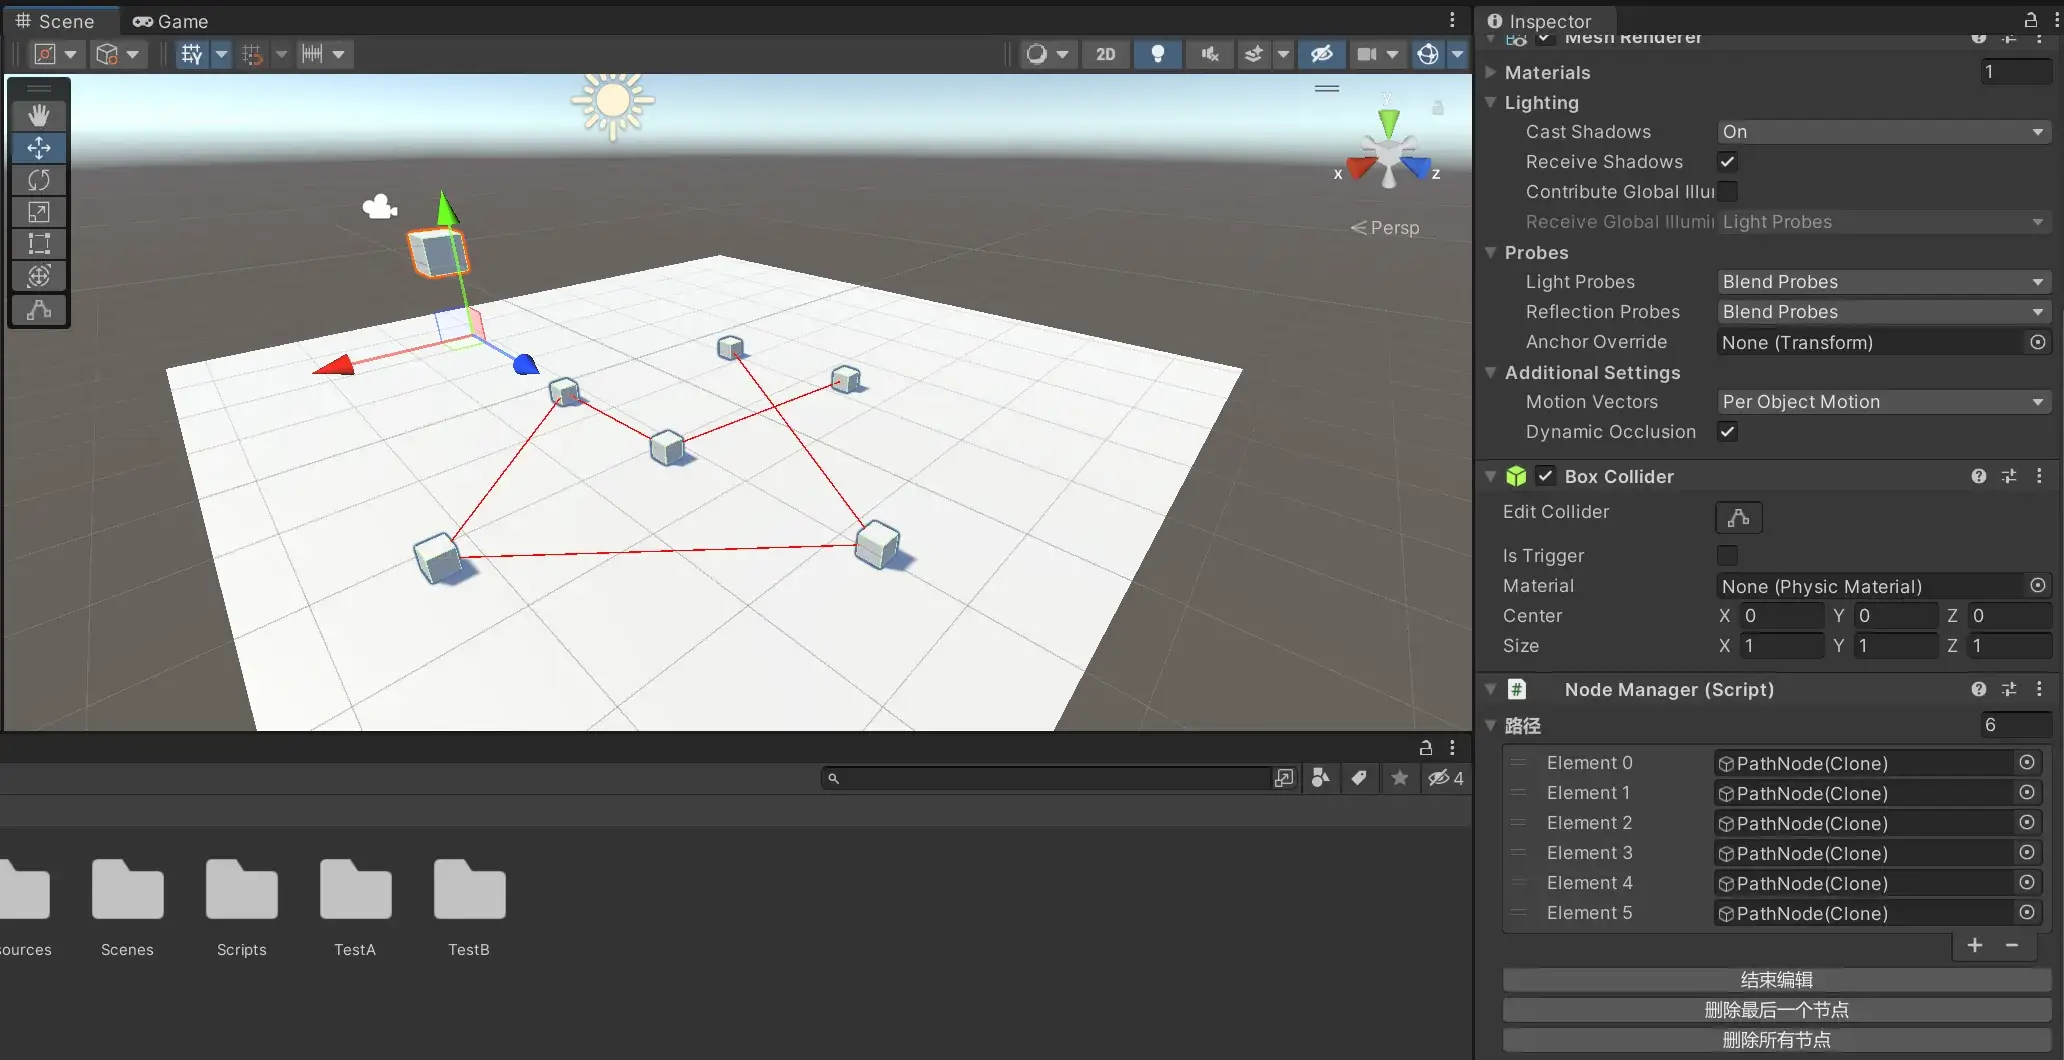 Scene
Game
2D
y
x
z
Persp
4
ources
Scenes
Scripts
TestA
TestB
Inspector
Mesh Renderer
Materials 1
Lighting
Cast Shadows On
Receive Shadows
Contribute Global Illu
Receive Global Illumi Light Probes
Probes
Light Probes Blend Probes
Reflection Probes Blend Probes
Anchor Override None (Transform)
Additional Settings
Motion Vectors Per Object Motion
Dynamic Occlusion
Box Collider
Edit Collider
Is Trigger
Material None (Physic Material)
Center X 0 Y 0 Z 0
Size X 1 Y 1 Z 1
# Node Manager (Script)
路径 6
Element 0 PathNode(Clone)
Element 1 PathNode(Clone)
Element 2 PathNode(Clone)
Element 3 PathNode(Clone)
Element 4 PathNode(Clone)
Element 5 PathNode(Clone)
结束编辑
删除最后一个节点
删除所有节点